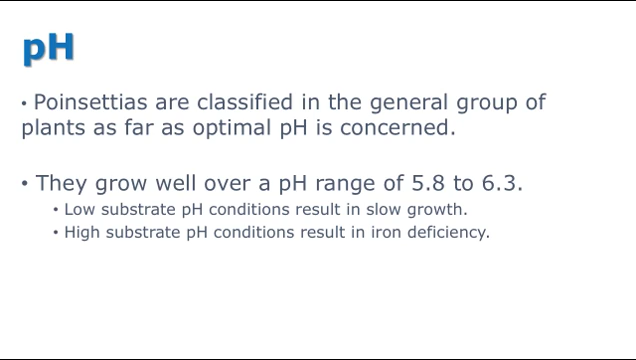 pH
• Poinsettias are classified in the general group of
plants as far as optimal pH is concerned.
• They grow well over a pH range of 5.8 to 6.3.
• Low substrate pH conditions result in slow growth.
• High substrate pH conditions result in iron deficiency.